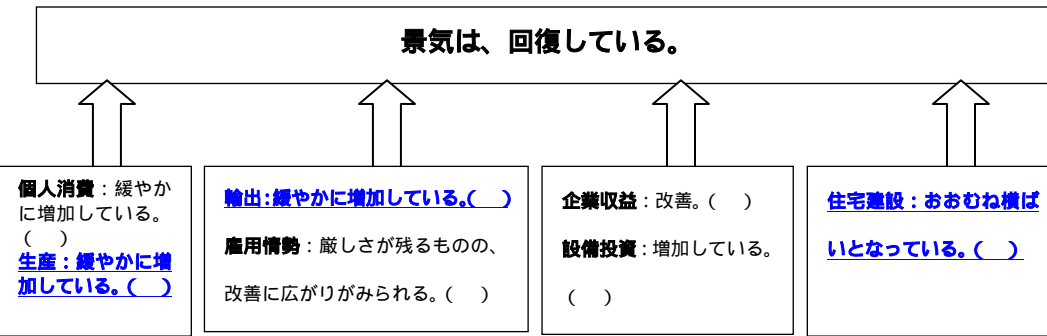 景気は、回復している。
個人消費：緩やか
に増加している。
（　）
生産：緩やかに増
加している。（　）
輸出：緩やかに増加している。（　）
雇用情勢：厳しさが残るものの、
改善に広がりがみられる。（　）
企業収益：改善。（　）
設備投資：増加している。
（　）
住宅建設：おおむね横ば
いとなっている。（　）